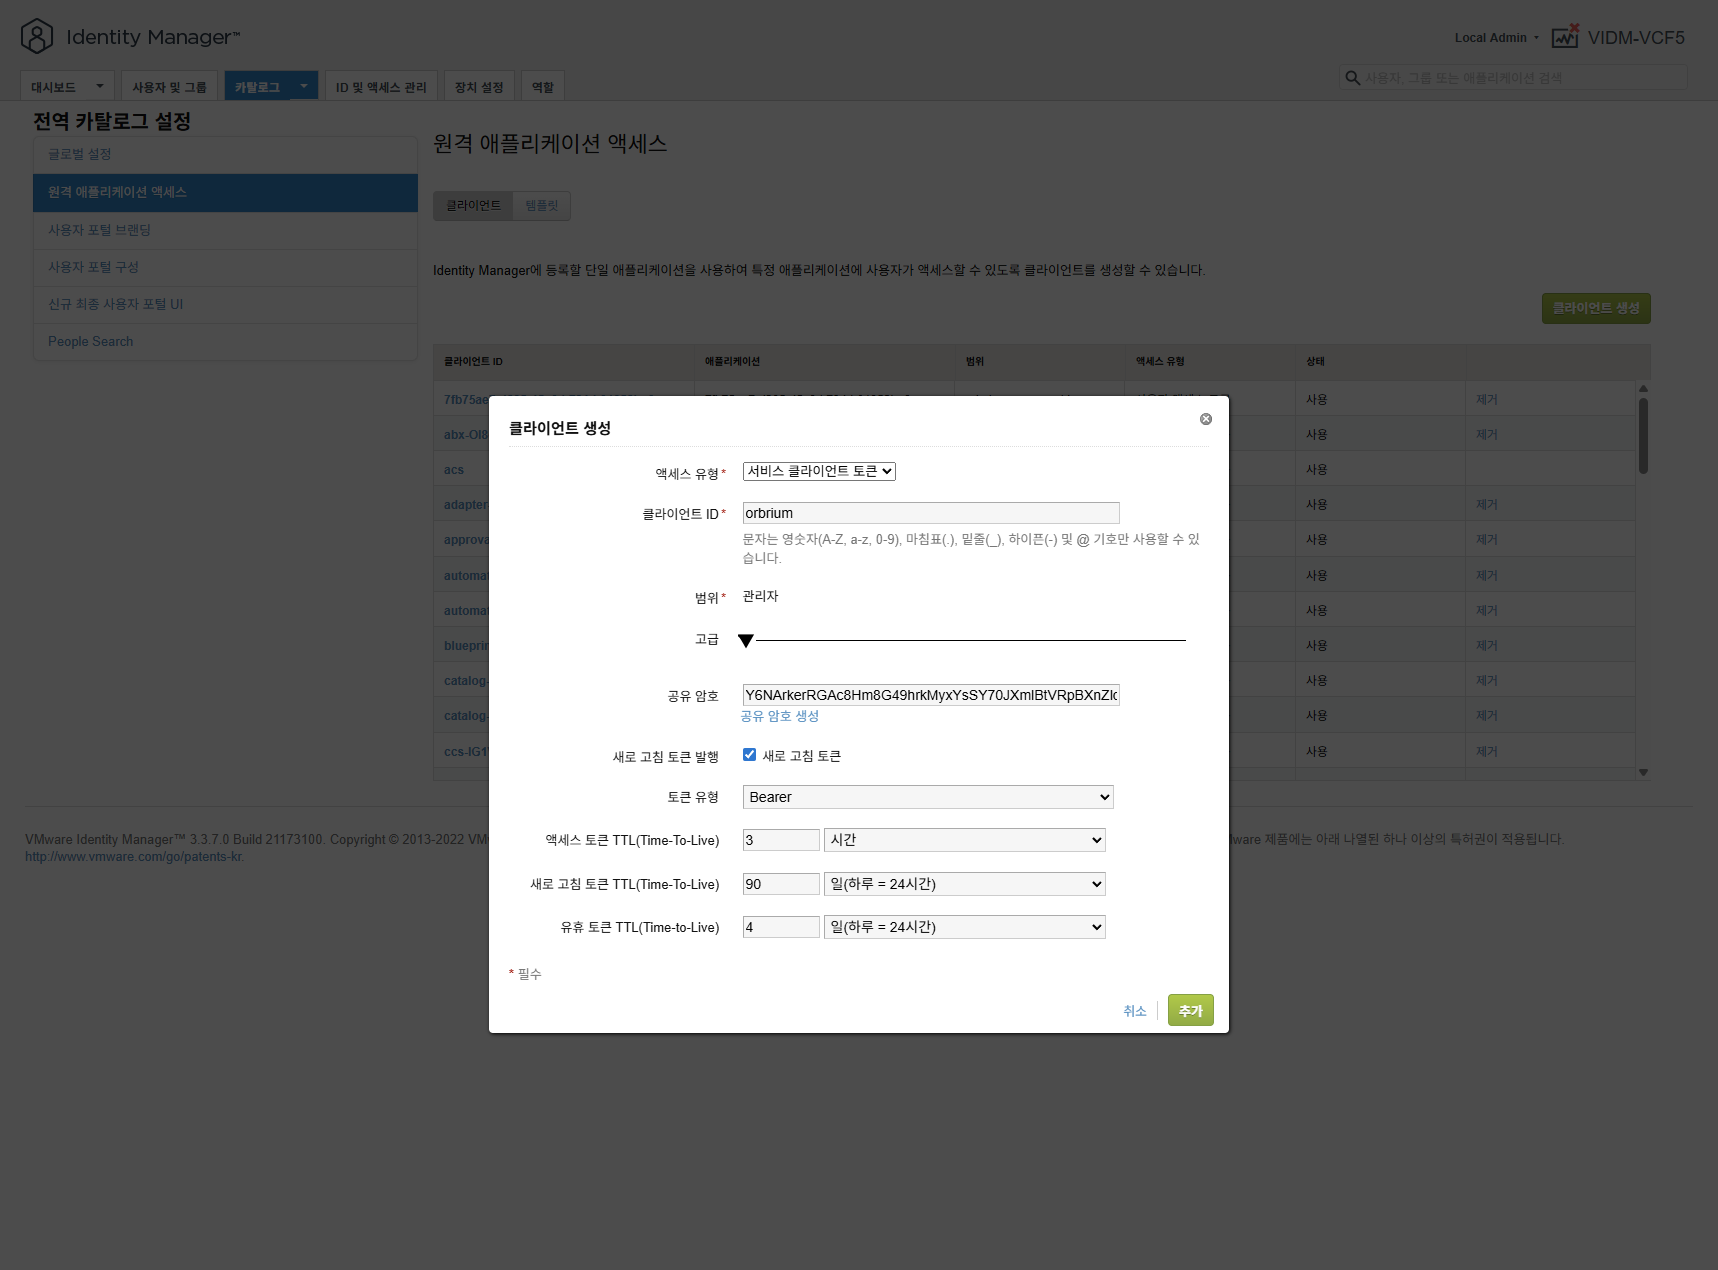 Identity Manager™
Local Admin
VIDM-VCF5
대시보드
사용자 및 그룹
카탈로그
ID 및 액세스 관리
장치 설정
역할
사용자, 그룹 또는 애플리케이션 검색
전역 카탈로그 설정
글로벌 설정
원격 애플리케이션 액세스
사용자 포털 브랜딩
사용자 포털 구성
신규 최종 사용자 포털 UI
People Search
원격 애플리케이션 액세스
클라이언트 템플릿
Identity Manager에 등록할 단일 애플리케이션을 사용하여 특정 애플리케이션에 사용자가 액세스할 수 있도록 클라이언트를 생성할 수 있습니다.
클라이언트 생성
클라이언트 ID 애플리케이션 범위 액세스 유형 상태
7fb75ae 사용 제거
abx-OI8 사용 제거
acs 사용
adapter 사용 제거
approva 사용 제거
automat 사용 제거
automat 사용 제거
blueprin 사용 제거
catalog- 사용 제거
catalog- 사용 제거
ccs-IG1 사용 제거
클라이언트 생성
액세스 유형* 서비스 클라이언트 토큰
클라이언트 ID* orbrium
문자는 영숫자(A-Z, a-z, 0-9), 마침표(.), 밑줄(_), 하이픈(-) 및 @ 기호만 사용할 수 있
습니다.
범위* 관리자
고급
공유 암호 Y6NArkerRGAc8Hm8G49hrkMyxYsSY70JXmlBtVRpBXnZl
공유 암호 생성
새로 고침 토큰 발행 새로 고침 토큰
토큰 유형 Bearer
액세스 토큰 TTL(Time-To-Live) 3 시간
새로 고침 토큰 TTL(Time-To-Live) 90 일(하루 = 24시간)
유휴 토큰 TTL(Time-to-Live) 4 일(하루 = 24시간)
* 필수
취소 추가
VMware Identity Manager™ 3.3.7.0 Build 21173100. Copyright © 2013-2022 VM ware 제품에는 아래 나열된 하나 이상의 특허권이 적용됩니다.
http://www.vmware.com/go/patents-kr.